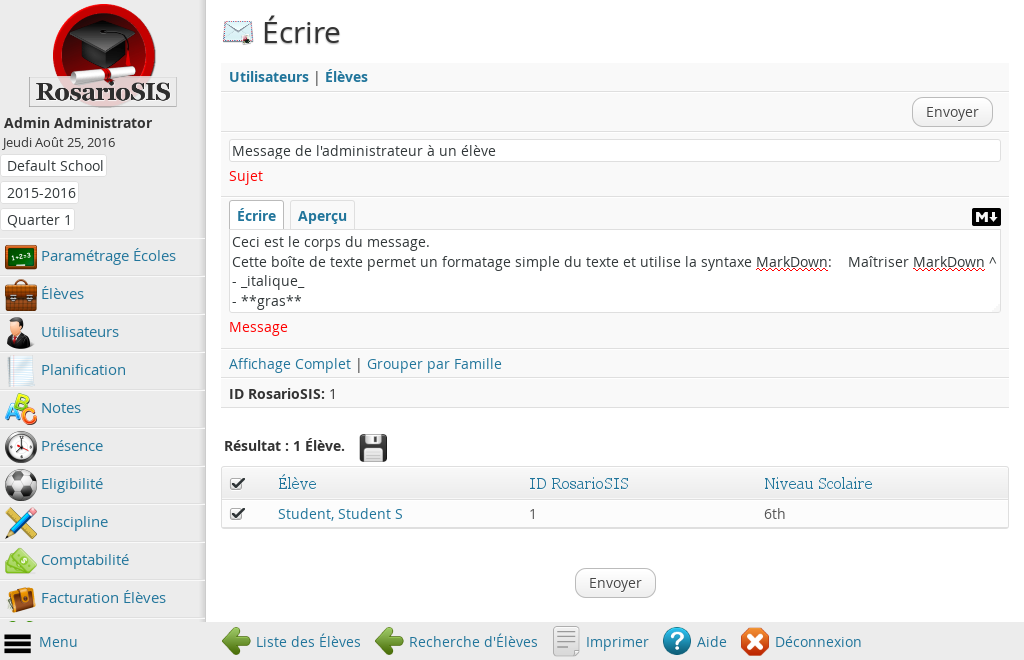 RosarioSIS
Admin Administrator
Jeudi Août 25, 2016
Default School
2015-2016
Quarter 1
Paramétrage Écoles
Élèves
Utilisateurs
Planification
Notes
Présence
Eligibilité
Discipline
Comptabilité
Facturation Élèves
Menu
Écrire
Utilisateurs | Élèves
Envoyer
Message de l'administrateur à un élève
Sujet
Écrire Aperçu M
Ceci est le corps du message.
Cette boîte de texte permet un formatage simple du texte et utilise la syntaxe MarkDown: Maîtriser MarkDown ^
- _italique_
- **gras**
Message
Affichage Complet | Grouper par Famille
ID RosarioSIS: 1
Résultat : 1 Élève.
Élève ID RosarioSIS Niveau Scolaire
Student, Student S 1 6th
Envoyer
Liste des Élèves Recherche d'Élèves Imprimer Aide Déconnexion